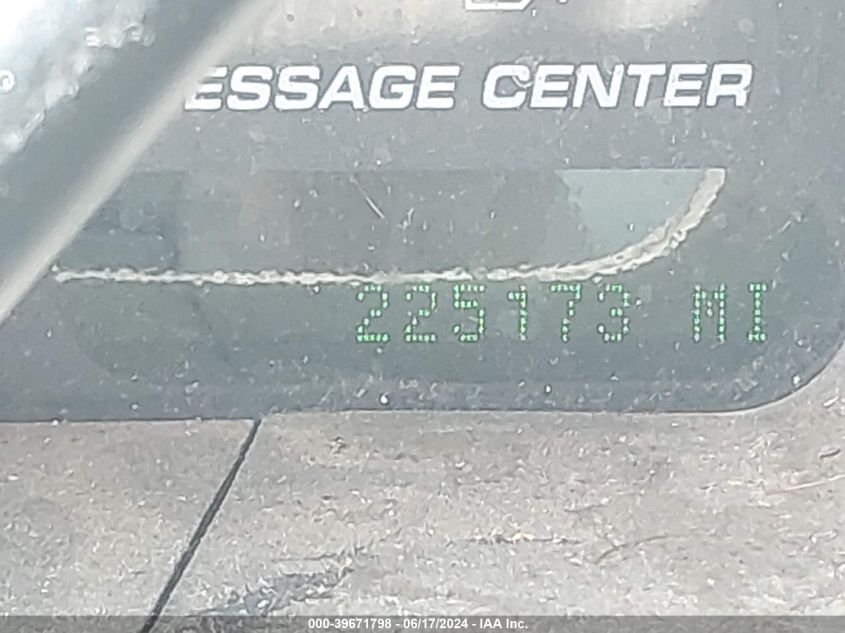 ESSAGE CENTER
225173 MI
000-39671798 - 06/17/2024 - IAA Inc.